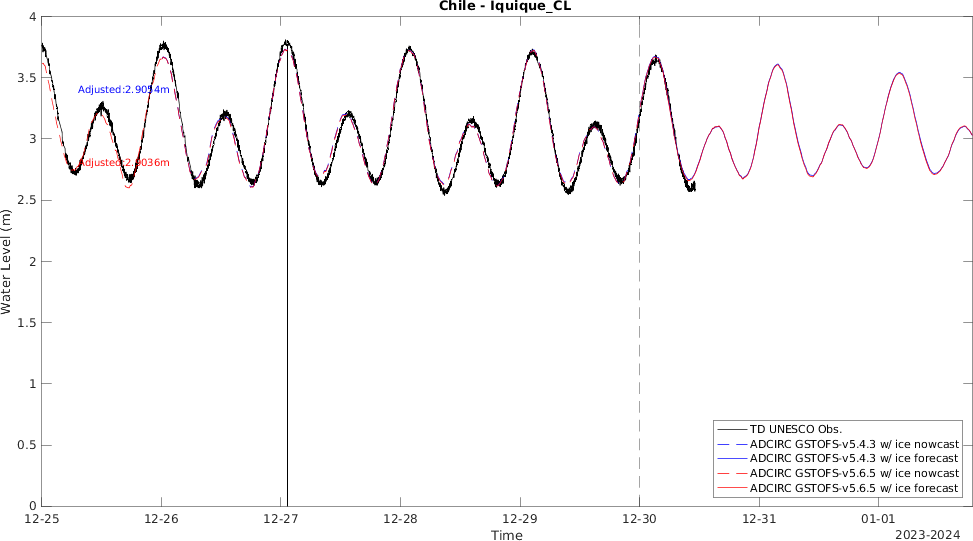 Chile - Iquique_CL
4
3.5
3
2.5
2
1.5
1
0.5
0
Water Level (m)
Adjusted:2.9054m
Adjusted:2.9036m
TD UNESCO Obs.
ADCIRC GSTOFS-v5.4.3 w/ ice nowcast
ADCIRC GSTOFS-v5.4.3 w/ ice forecast
ADCIRC GSTOFS-v5.6.5 w/ ice nowcast
ADCIRC GSTOFS-v5.6.5 w/ ice forecast
12-25 12-26 12-27 12-28 12-29 12-30 12-31 01-01
Time
2023-2024